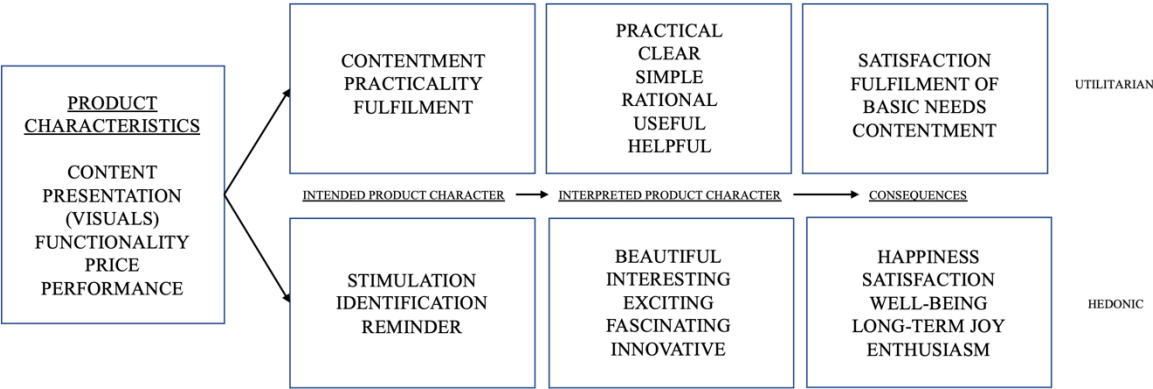 PRODUCT
CHARACTERISTICS
CONTENT
PRESENTATION
(VISUALS)
FUNCTIONALITY
PRICE
PERFORMANCE
CONTENTMENT
PRACTICALITY
FULFILMENT
PRACTICAL
CLEAR
SIMPLE
RATIONAL
USEFUL
HELPFUL
SATISFACTION
FULFILMENT OF
BASIC NEEDS
CONTENTMENT
UTILITARIAN
INTENDED PRODUCT CHARACTER
INTERPRETED PRODUCT CHARACTER
CONSEQUENCES
STIMULATION
IDENTIFICATION
REMINDER
BEAUTIFUL
INTERESTING
EXCITING
FASCINATING
INNOVATIVE
HAPPINESS
SATISFACTION
WELL-BEING
LONG-TERM JOY
ENTHUSIASM
HEDONIC